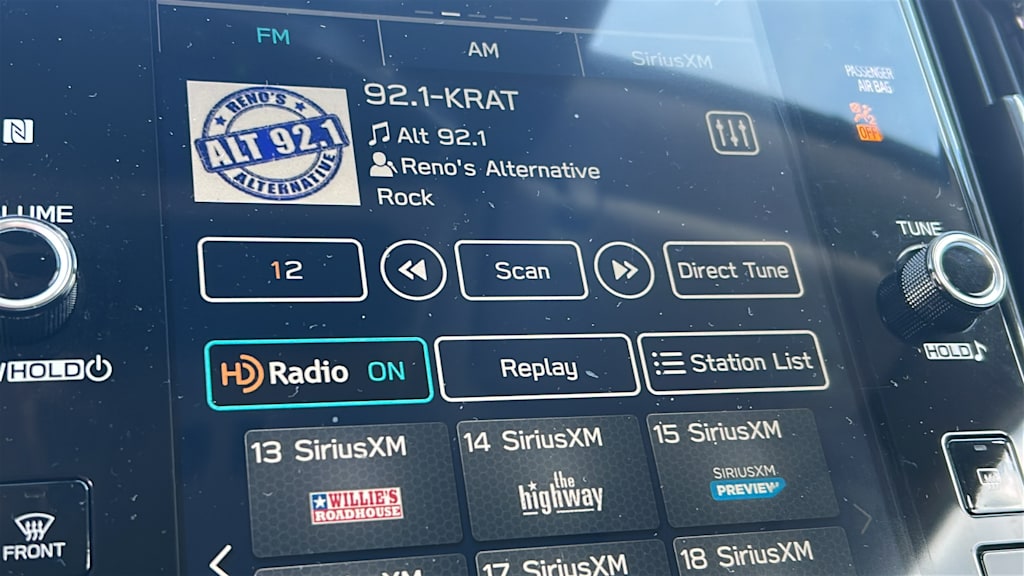 FM
AM
SiriusXM
PASSENGER
AIR BAG
OFF
RENO'S
ALT 92.1
ALTERNATIVE
92.1-KRAT
Alt 92.1
Reno's Alternative
Rock
LUME
TUNE
12
Scan
Direct Tune
HOLD
HD Radio ON
Replay
Station List
HOLD
13 SiriusXM
WILLIE'S
ROADHOUSE
14 SiriusXM
the
highway
15 SiriusXM
SIRIUSXM
PREVIEW
FRONT
17 SiriusXM
18 SiriusXM